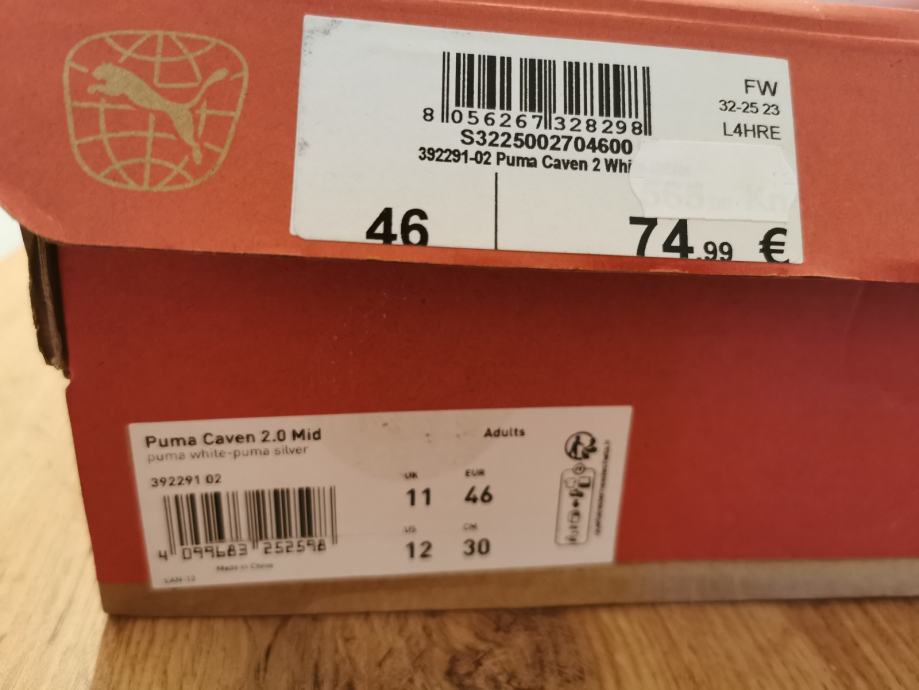 8 056267 328298
S3225002704600
392291-02 Puma Caven 2 Whi
FW
32-25 23
L4HRE
46
74.99 €
Puma Caven 2.0 Mid
puma white-puma silver
Adults
392291 02
UK
11
EUR
46
US
12
CM
30
4 099683 252598
Made in China
LAN-12